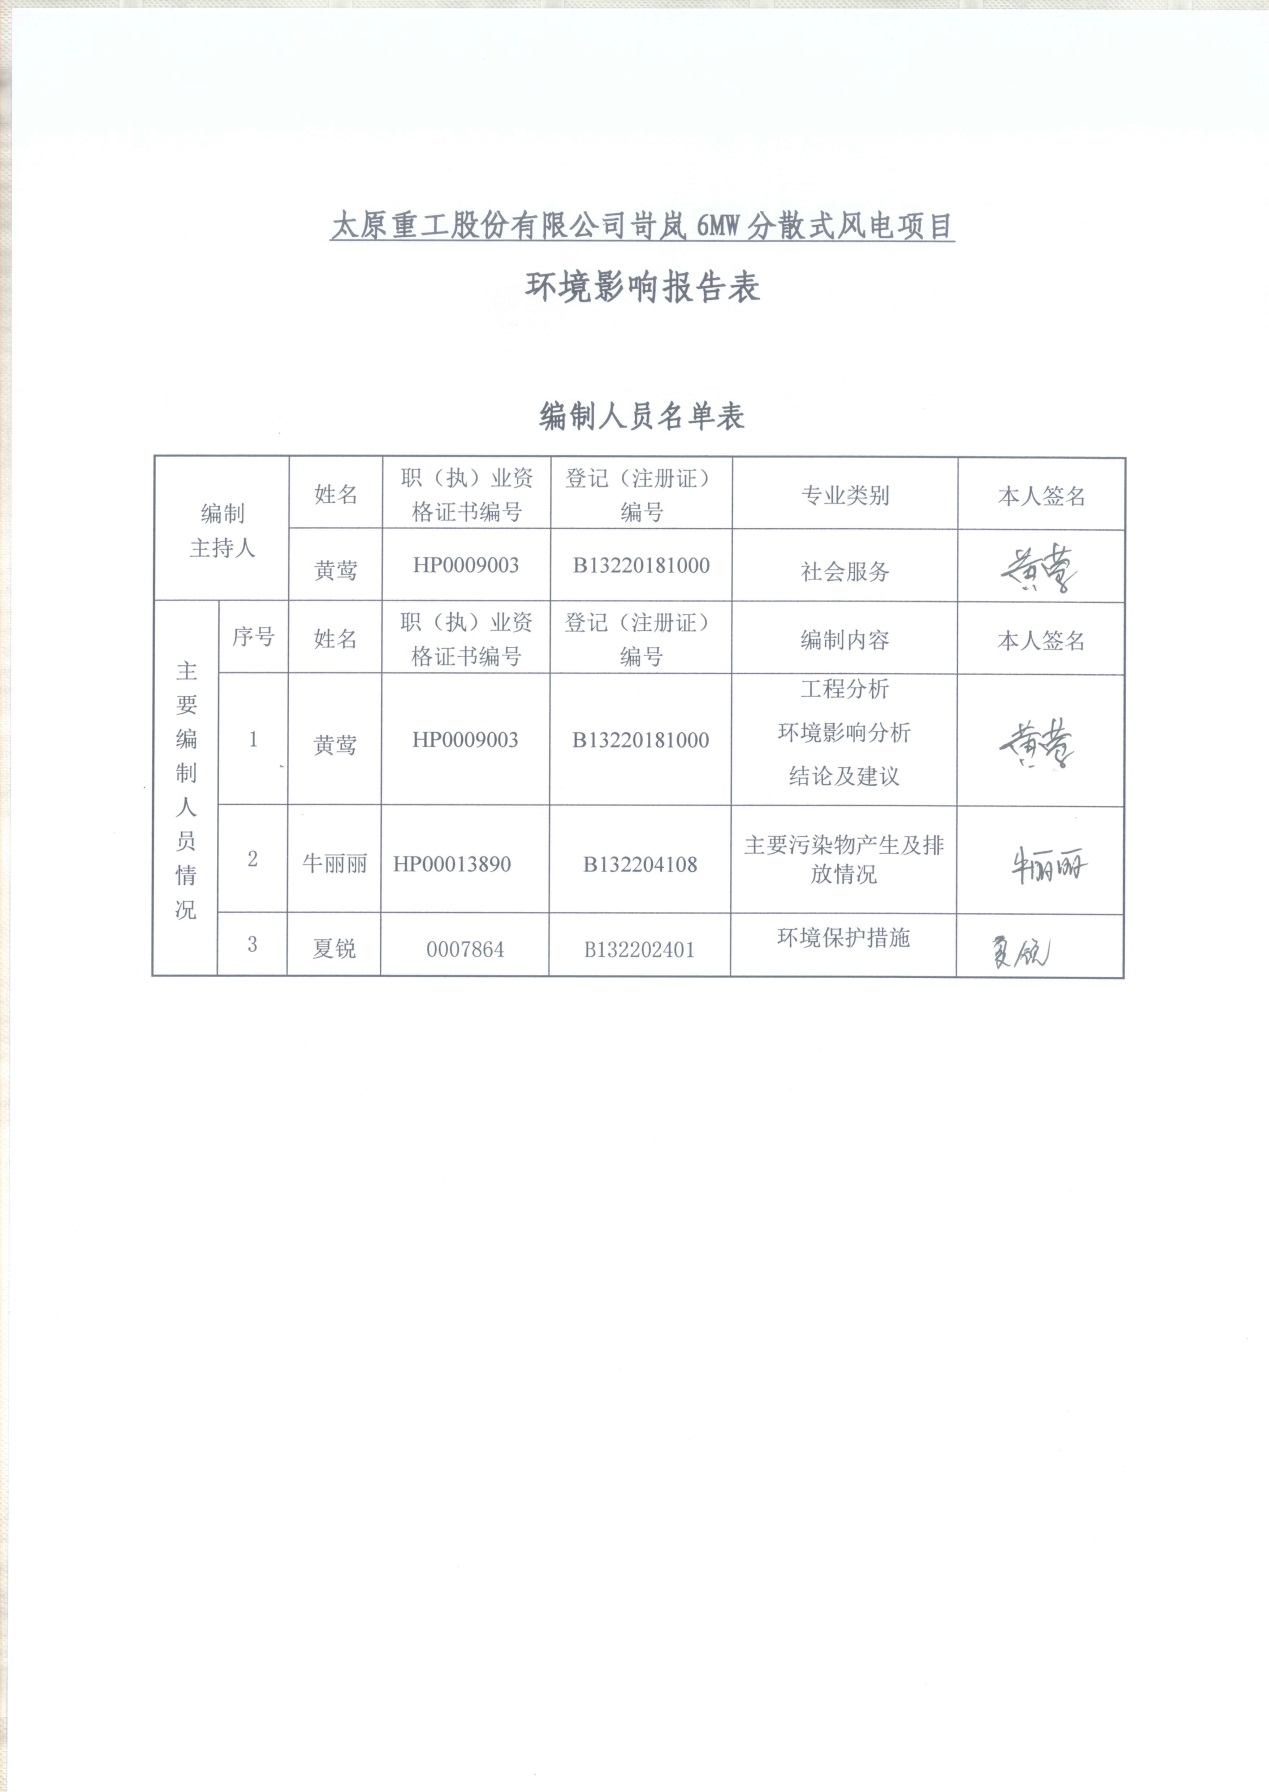 太原重工股份有限公司岢岚 6MW 分散式风电项目
环境影响报告表
编制人员名单表
编制
主持人
姓名
职（执）业资
格证书编号
登记（注册证）
编号
专业类别
本人签名
黄莺
HP0009003
B13220181000
社会服务
黄莺
主要编制人员情况
序号
姓名
职（执）业资
格证书编号
登记（注册证）
编号
编制内容
本人签名
1
黄莺
HP0009003
B13220181000
工程分析
环境影响分析
结论及建议
黄莺
2
牛丽丽
HP00013890
B132204108
主要污染物产生及排
放情况
牛丽丽
3
夏锐
0007864
B132202401
环境保护措施
夏锐